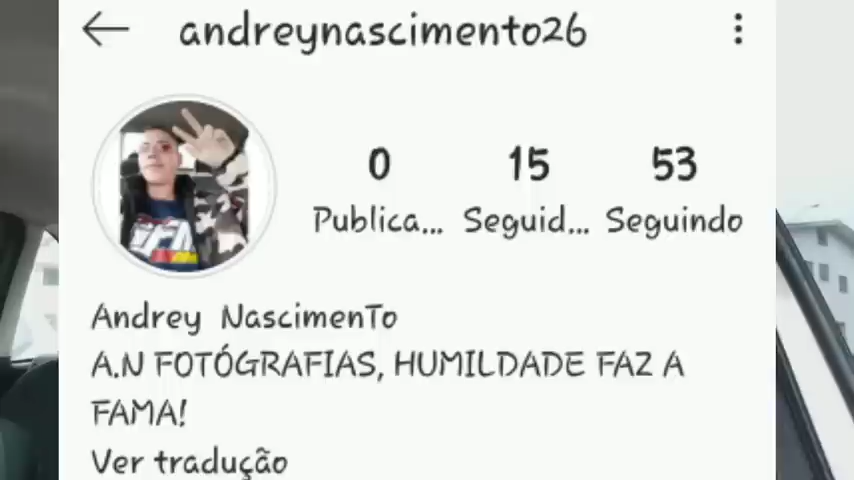 andreynascimento26
0 15 53
Publica... Seguid... Seguindo
Andrey NascimenTo
A.N FOTÓGRAFIAS, HUMILDADE FAZ A
FAMA!
Ver tradução